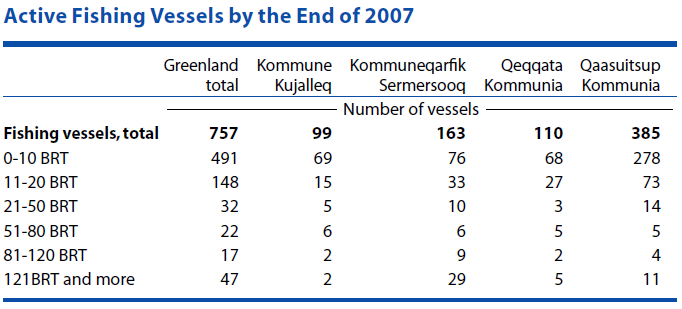 Active Fishing Vessels by the End of 2007
Greenland Kommune Kommuneqarfik Qeqqata Qaasuitsup
total Kujalleq Sermersooq Kommunia Kommunia
Number of vessels
Fishing vessels, total 757 99 163 110 385
0-10 BRT 491 69 76 68 278
11-20 BRT 148 15 33 27 73
21-50 BRT 32 5 10 3 14
51-80 BRT 22 6 6 5 5
81-120 BRT 17 2 9 2 4
121BRT and more 47 2 29 5 11